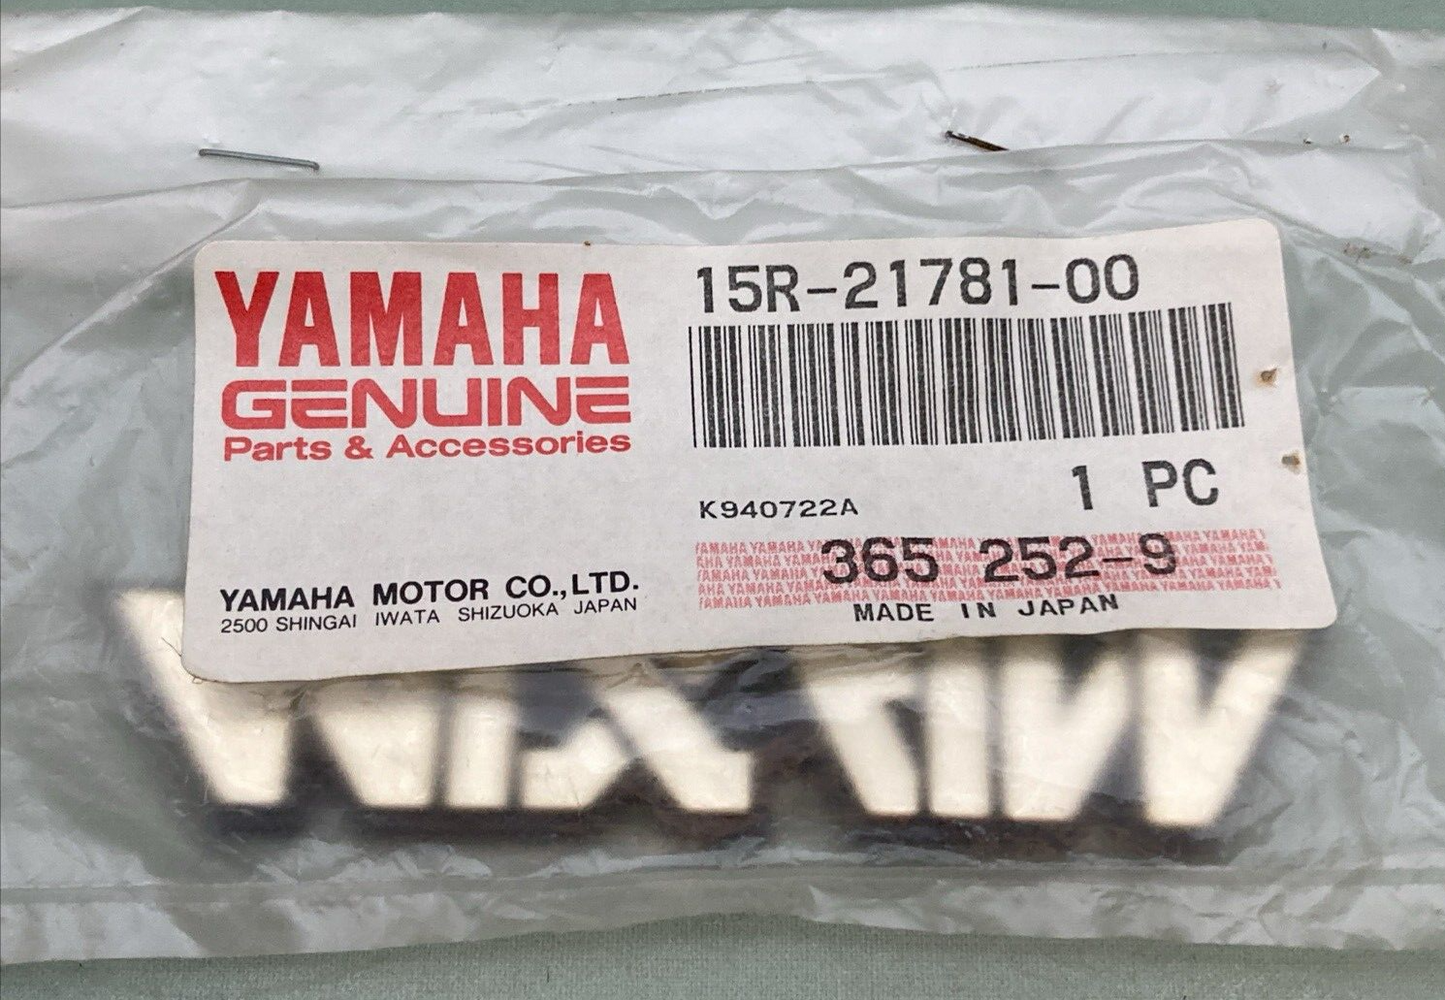 YAMAHA
GENUINE
Parts & Accessories
YAMAHA MOTOR CO.,LTD.
2500 SHINGAI IWATA SHIZUOKA JAPAN
15R-21781-00
1 PC
K940722A
365 252-9
MADE IN JAPAN